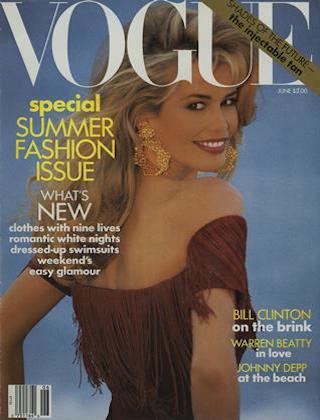 VOGUE
SHADES OF THE FUTURE—
the injectable tan
JUNE $3.00
special
SUMMER
FASHION
ISSUE
WHAT'S
NEW
clothes with nine lives
romantic white nights
dressed-up swimsuits
weekend's
easy glamour
BILL CLINTON
on the brink
WARREN BEATTY
in love
JOHNNY DEPP
at the beach
06